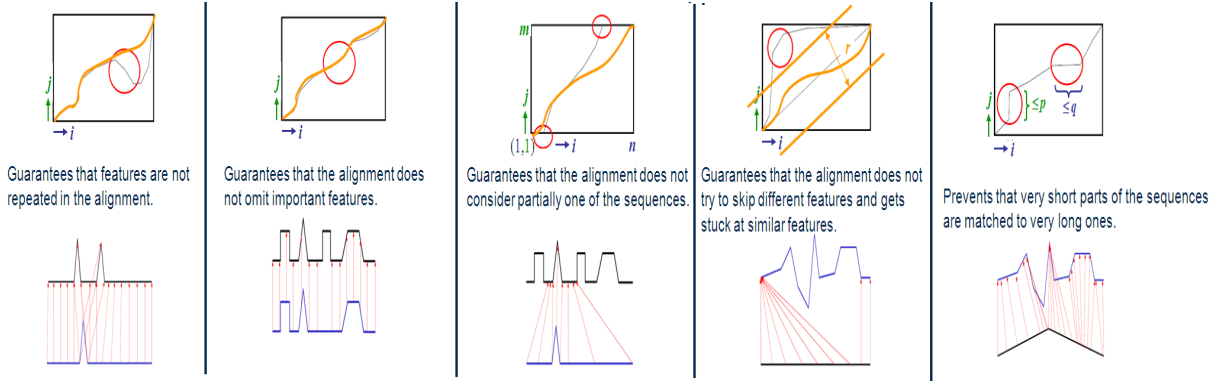 j
i
Guarantees that features are not
repeated in the alignment.
j
i
Guarantees that the alignment does
not omit important features.
m
j
(1,1)
i
n
Guarantees that the alignment does not
consider partially one of the sequences.
r
j
i
Guarantees that the alignment does not
try to skip different features and gets
stuck at similar features.
j
≤p
≤q
i
Prevents that very short parts of the sequences
are matched to very long ones.